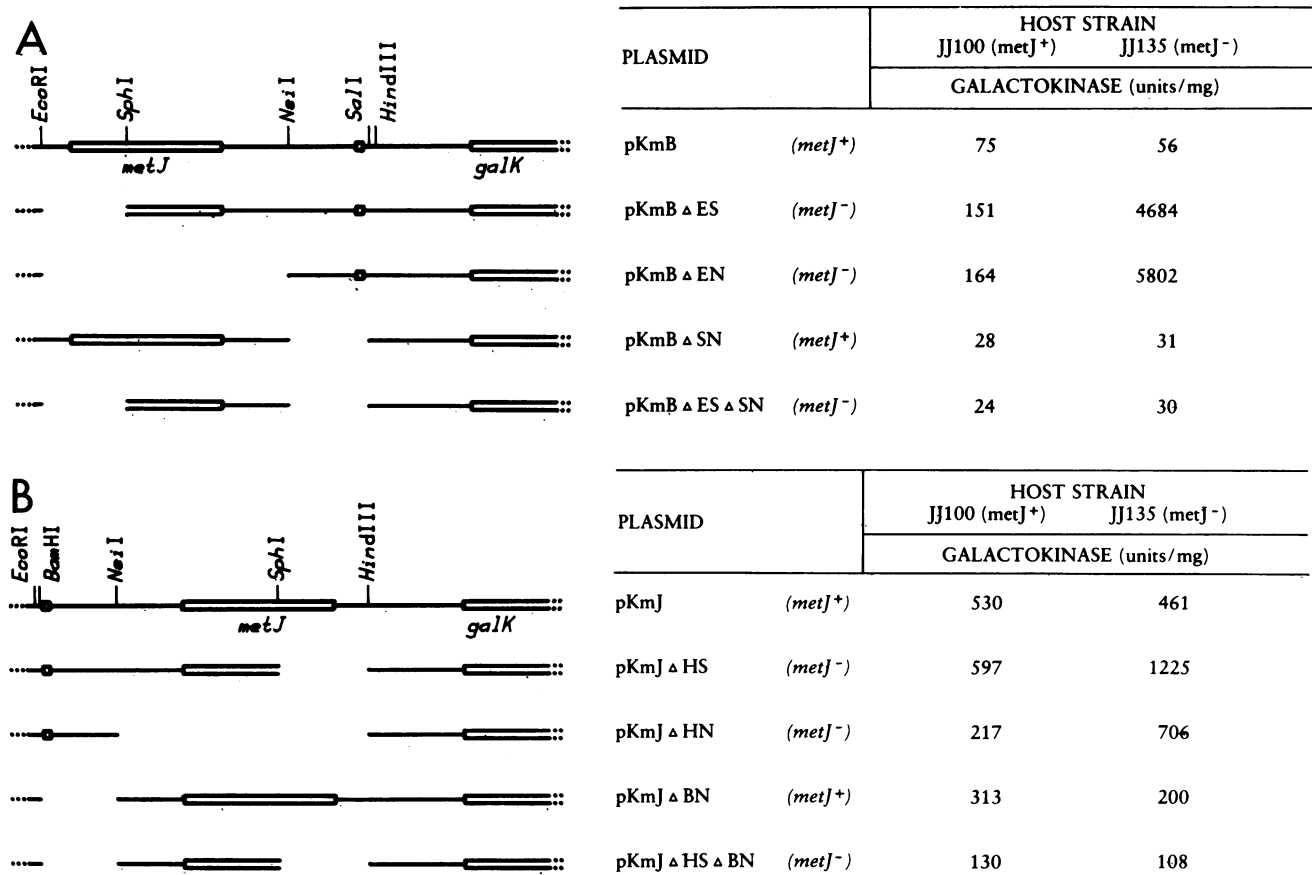 A
EcoRI SphI NciI SalI HindIII
metJ galK
PLASMID
HOST STRAIN
JJ100 (metJ+) JJ135 (metJ−)
GALACTOKINASE (units/mg)
pKmB (metJ+) 75 56
pKmB Δ ES (metJ−) 151 4684
pKmB Δ EN (metJ−) 164 5802
pKmB Δ SN (metJ+) 28 31
pKmB Δ ES Δ SN (metJ−) 24 30
B
EcoRI BamHI NciI SphI HindIII
metJ galK
PLASMID
HOST STRAIN
JJ100 (metJ+) JJ135 (metJ−)
GALACTOKINASE (units/mg)
pKmJ (metJ+) 530 461
pKmJ Δ HS (metJ−) 597 1225
pKmJ Δ HN (metJ−) 217 706
pKmJ Δ BN (metJ+) 313 200
pKmJ Δ HS Δ BN (metJ−) 130 108